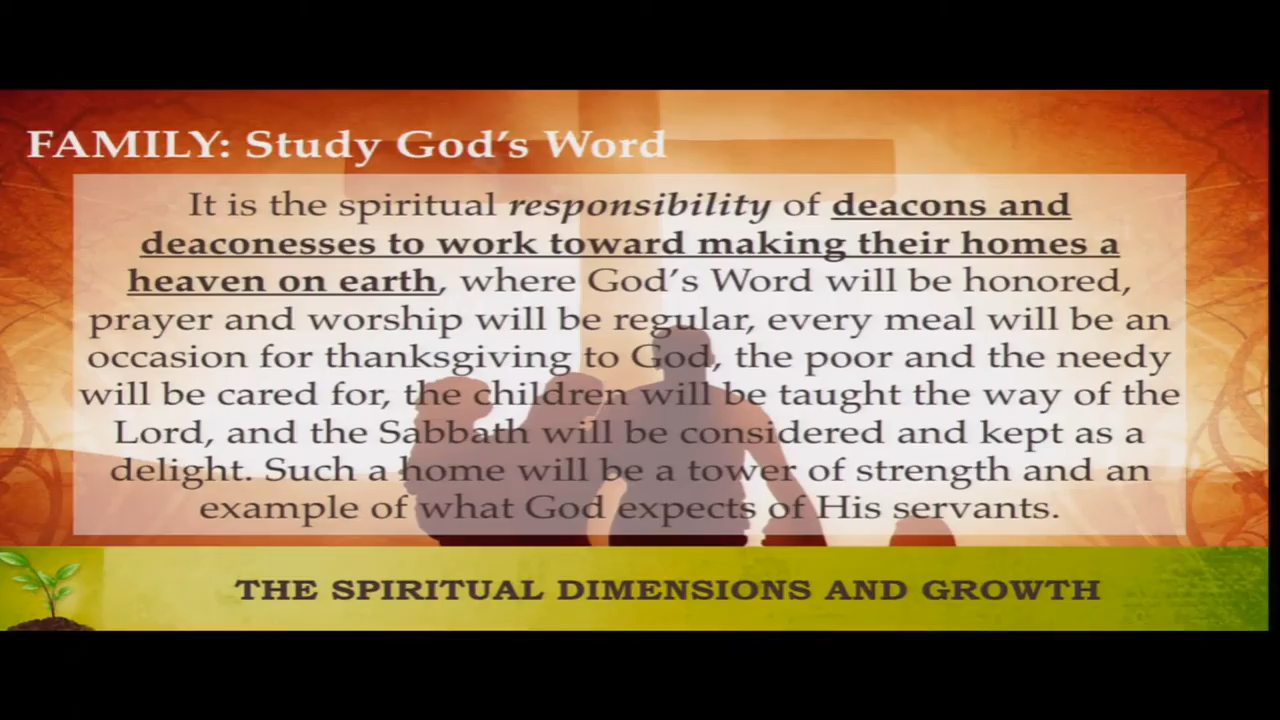 FAMILY: Study God's Word
It is the spiritual responsibility of deacons and
deaconesses to work toward making their homes a
heaven on earth, where God's Word will be honored,
prayer and worship will be regular, every meal will be an
occasion for thanksgiving to God, the poor and the needy
will be cared for, the children will be taught the way of the
Lord, and the Sabbath will be considered and kept as a
delight. Such a home will be a tower of strength and an
example of what God expects of His servants.
THE SPIRITUAL DIMENSIONS AND GROWTH